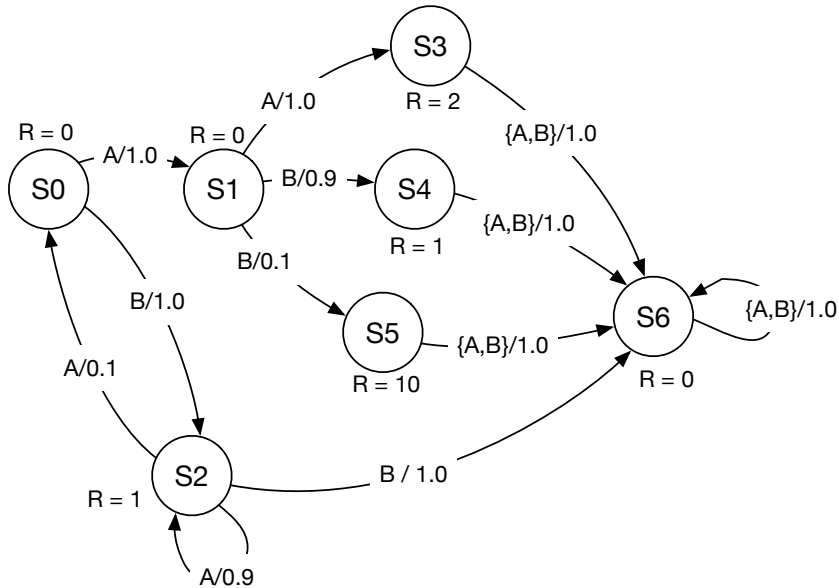 S3
R = 2
A/1.0
{A,B}/1.0
R = 0
A/1.0
R = 0
S0
S1
B/0.9
S4
R = 1
{A,B}/1.0
B/0.1
B/1.0
S5
R = 10
{A,B}/1.0
S6
R = 0
{A,B}/1.0
A/0.1
S2
R = 1
B / 1.0
A/0.9